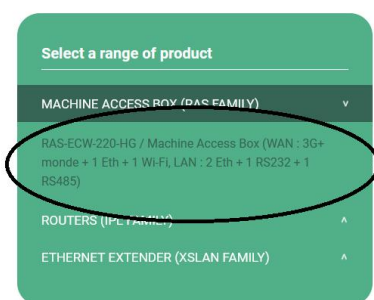 Select a range of product
MACHINE ACCESS BOX (RAS FAMILY) v
RAS-ECW-220-HG / Machine Access Box (WAN : 3G+
monde + 1 Eth + 1 Wi-Fi, LAN : 2 Eth + 1 RS232 + 1
RS485)
ROUTERS (IPL FAMILY) ^
ETHERNET EXTENDER (XSLAN FAMILY) ^